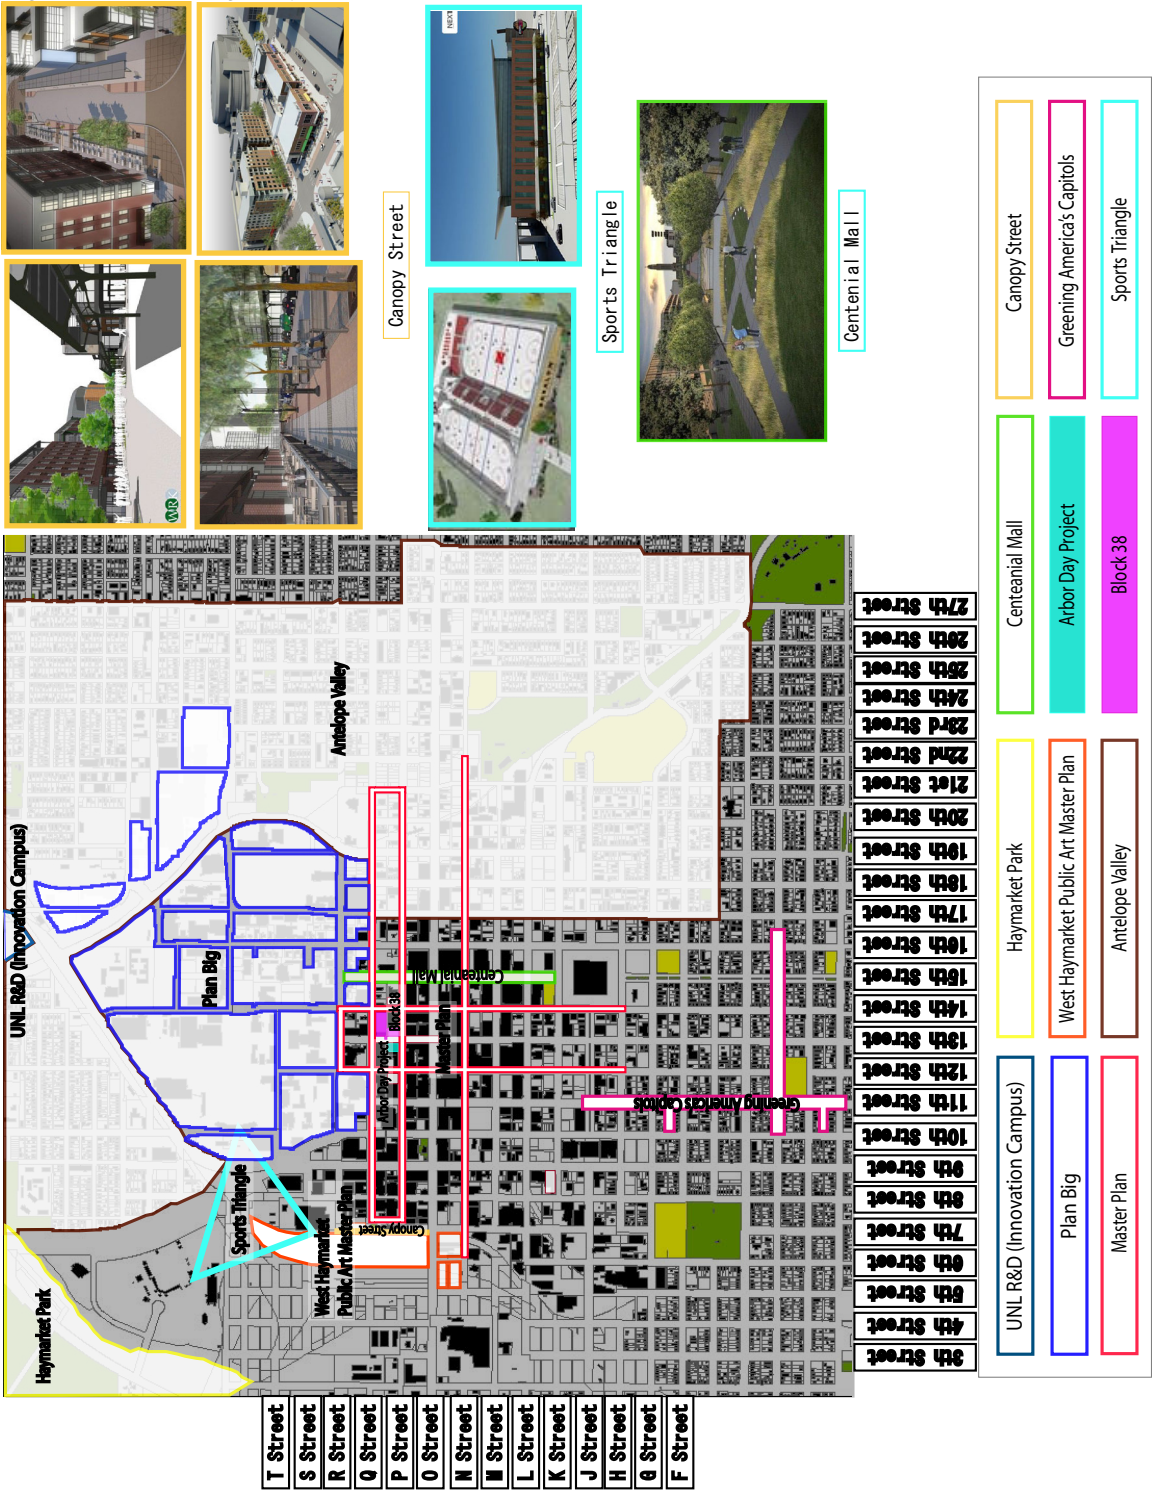 NEXT
WRK
Canopy Street
Sports Triangle
Centenial Mall
UNL R&D (Innovation Campus)
Antelope Valley
Plan Big
Centeanial Mall
Block 38
Arbor Day Project
Master Plan
Greening America's Capitols
Sports Triangle
West Haymarket
Public Art Master Plan
Canopy Street
Haymarket Park
27th Street
26th Street
25th Street
24th Street
23rd Street
22nd Street
21st Street
20th Street
19th Street
18th Street
17th Street
16th Street
15th Street
14th Street
13th Street
12th Street
11th Street
10th Street
9th Street
8th Street
7th Street
6th Street
5th Street
4th Street
3th Street
T Street
S Street
R Street
Q Street
P Street
O Street
N Street
M Street
L Street
K Street
J Street
H Street
G Street
F Street
UNL R&D (Innovation Campus)
Haymarket Park
Centeanial Mall
Canopy Street
Plan Big
West Haymarket Public Art Master Plan
Arbor Day Project
Greening America's Capitols
Master Plan
Antelope Valley
Block 38
Sports Triangle